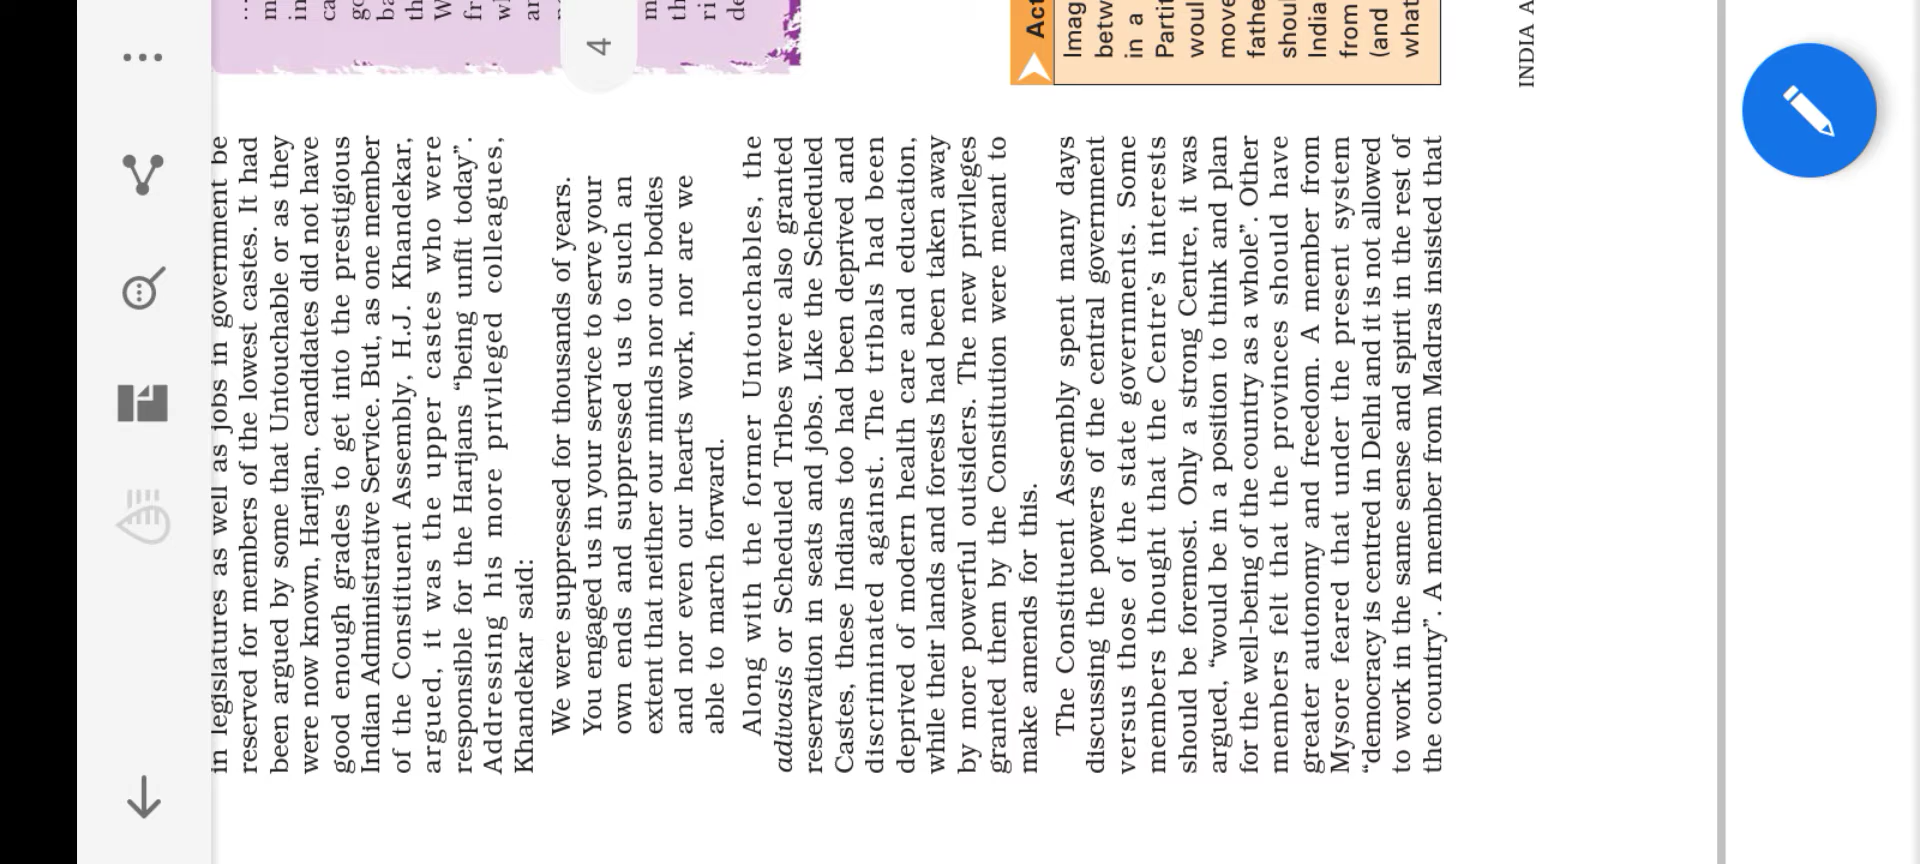 in legislatures as well as jobs in government be
reserved for members of the lowest castes. It had
been argued by some that Untouchable or as they
were now known, Harijan, candidates did not have
good enough grades to get into the prestigious
Indian Administrative Service. But, as one member
of the Constituent Assembly, H.J. Khandekar,
argued, it was the upper castes who were
responsible for the Harijans “being unfit today”.
Addressing his more privileged colleagues,
Khandekar said:
We were suppressed for thousands of years.
You engaged us in your service to serve your
own ends and suppressed us to such an
extent that neither our minds nor our bodies
and nor even our hearts work, nor are we
able to march forward.
Along with the former Untouchables, the
adivasis or Scheduled Tribes were also granted
reservation in seats and jobs. Like the Scheduled
Castes, these Indians too had been deprived and
discriminated against. The tribals had been
deprived of modern health care and education,
while their lands and forests had been taken away
by more powerful outsiders. The new privileges
granted them by the Constitution were meant to
make amends for this.
The Constituent Assembly spent many days
discussing the powers of the central government
versus those of the state governments. Some
members thought that the Centre’s interests
should be foremost. Only a strong Centre, it was
argued, “would be in a position to think and plan
for the well-being of the country as a whole”. Other
members felt that the provinces should have
greater autonomy and freedom. A member from
Mysore feared that under the present system
“democracy is centred in Delhi and it is not allowed
to work in the same sense and spirit in the rest of
the country”. A member from Madras insisted that
4
Act
Imag
betw
in a
Partit
woul
move
fathe
shou
India
from
(and
what
INDIA A